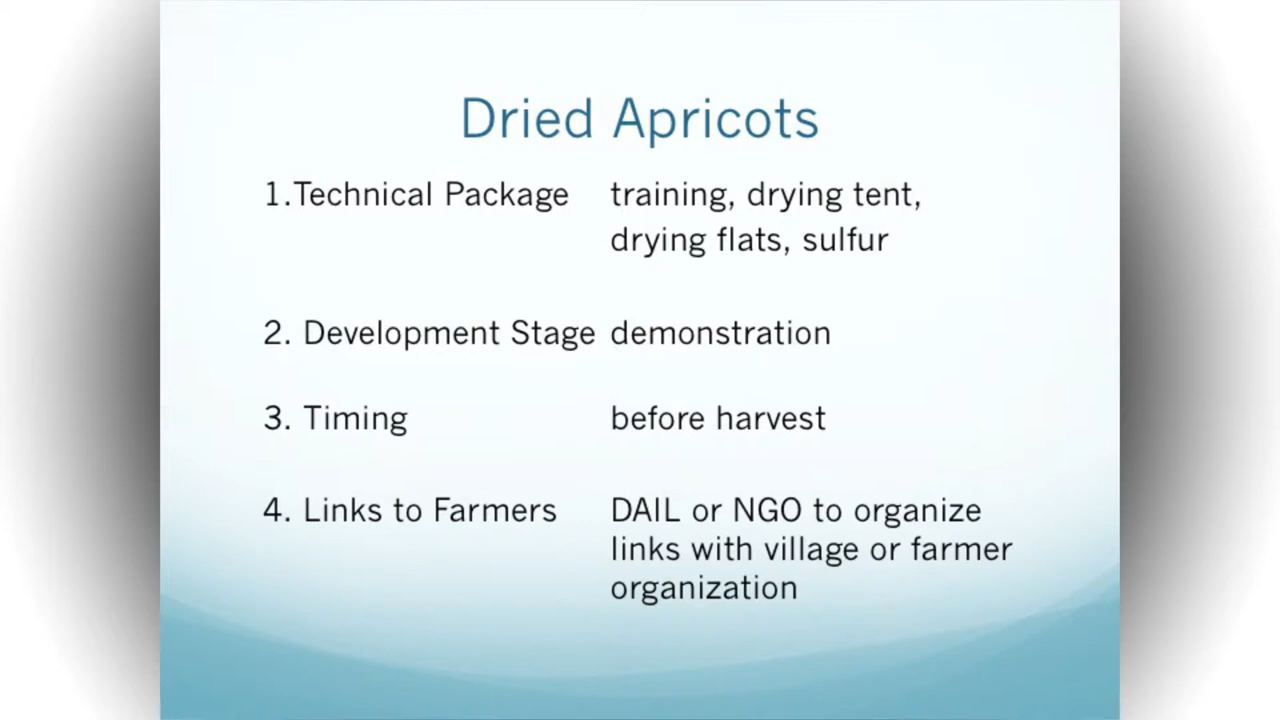 Dried Apricots
1.Technical Package training, drying tent,
drying flats, sulfur
2. Development Stage demonstration
3. Timing before harvest
4. Links to Farmers DAIL or NGO to organize
links with village or farmer
organization